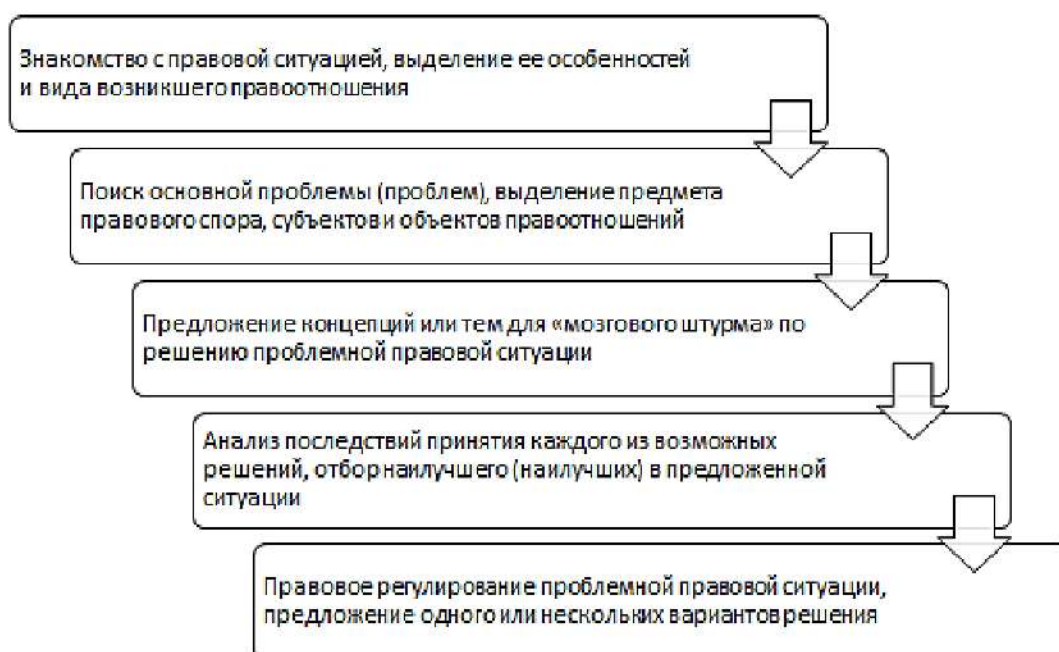 Знакомство с правовой ситуацией, выделение ее особенностей
и вида возникшего правоотношения
Поиск основной проблемы (проблем), выделение предмета
правового спора, субъектов и объектов правоотношений
Предложение концепций или тем для «мозгового штурма» по
решению проблемной правовой ситуации
Анализ последствий принятия каждого из возможных
решений, отбор наилучшего (наилучших) в предложенной
ситуации
Правовое регулирование проблемной правовой ситуации,
предложение одного или нескольких вариантов решения